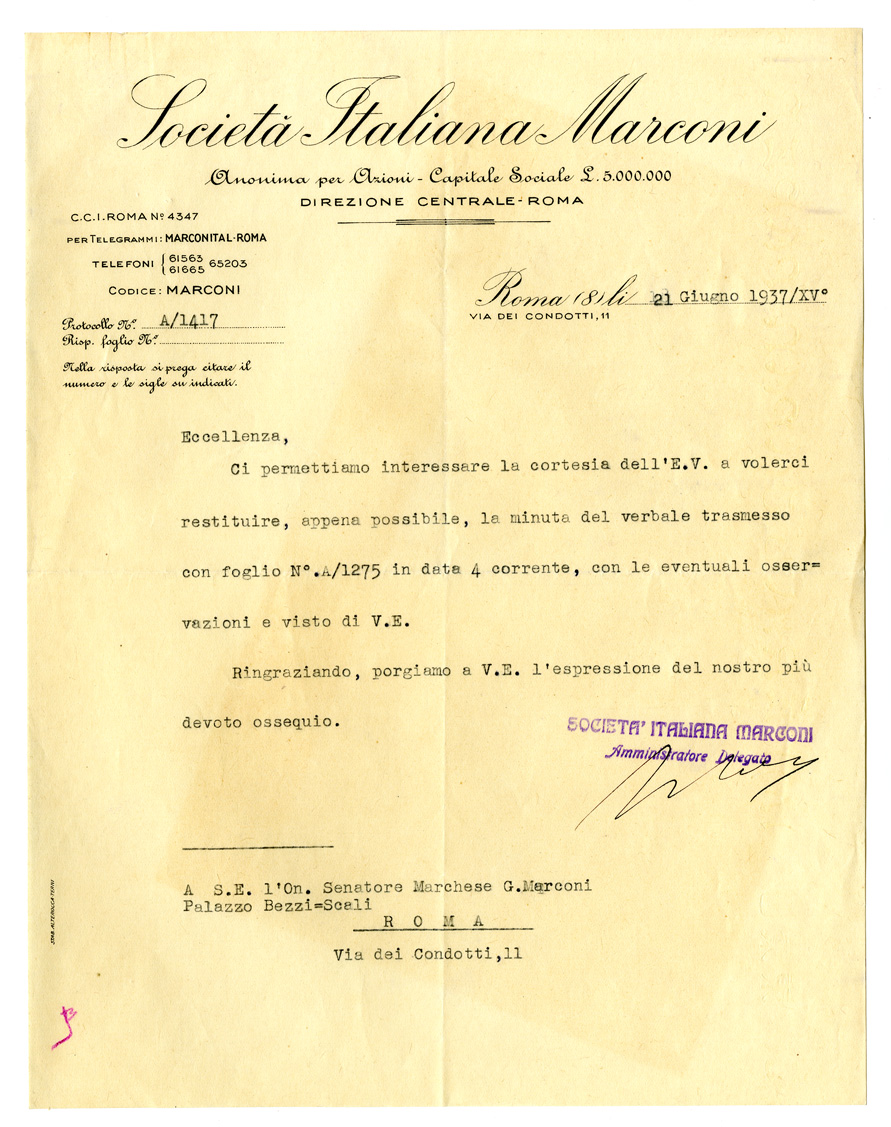 Società Italiana Marconi
Anonima per Azioni - Capitale Sociale L. 5.000.000
DIREZIONE CENTRALE-ROMA
C.C.I. ROMA Nº 4347
PER TELEGRAMMI: MARCONITAL-ROMA
TELEFONI { 61563 61665 65203
CODICE: MARCONI
Roma (8) li 21 Giugno 1937/XV°
VIA DEI CONDOTTI, 11
Protocollo Nº. A/1417
Risp. foglio Nº.
Nella risposta si prega citare il
numero e le sigle su indicati.
Eccellenza,
Ci permettiamo interessare la cortesia dell'E.V. a volerci
restituire, appena possibile, la minuta del verbale trasmesso
con foglio N°.A/1275 in data 4 corrente, con le eventuali osser=
vazioni e visto di V.E.
Ringraziando, porgiamo a V.E. l'espressione del nostro più
devoto ossequio.
SOCIETA' ITALIANA MARCONI
Amministratore Delegato
A S.E. l'On. Senatore Marchese G.Marconi
Palazzo Bezzi=Scali
R O M A
Via dei Condotti,11
STAB. ALTEROCCA-TERNI